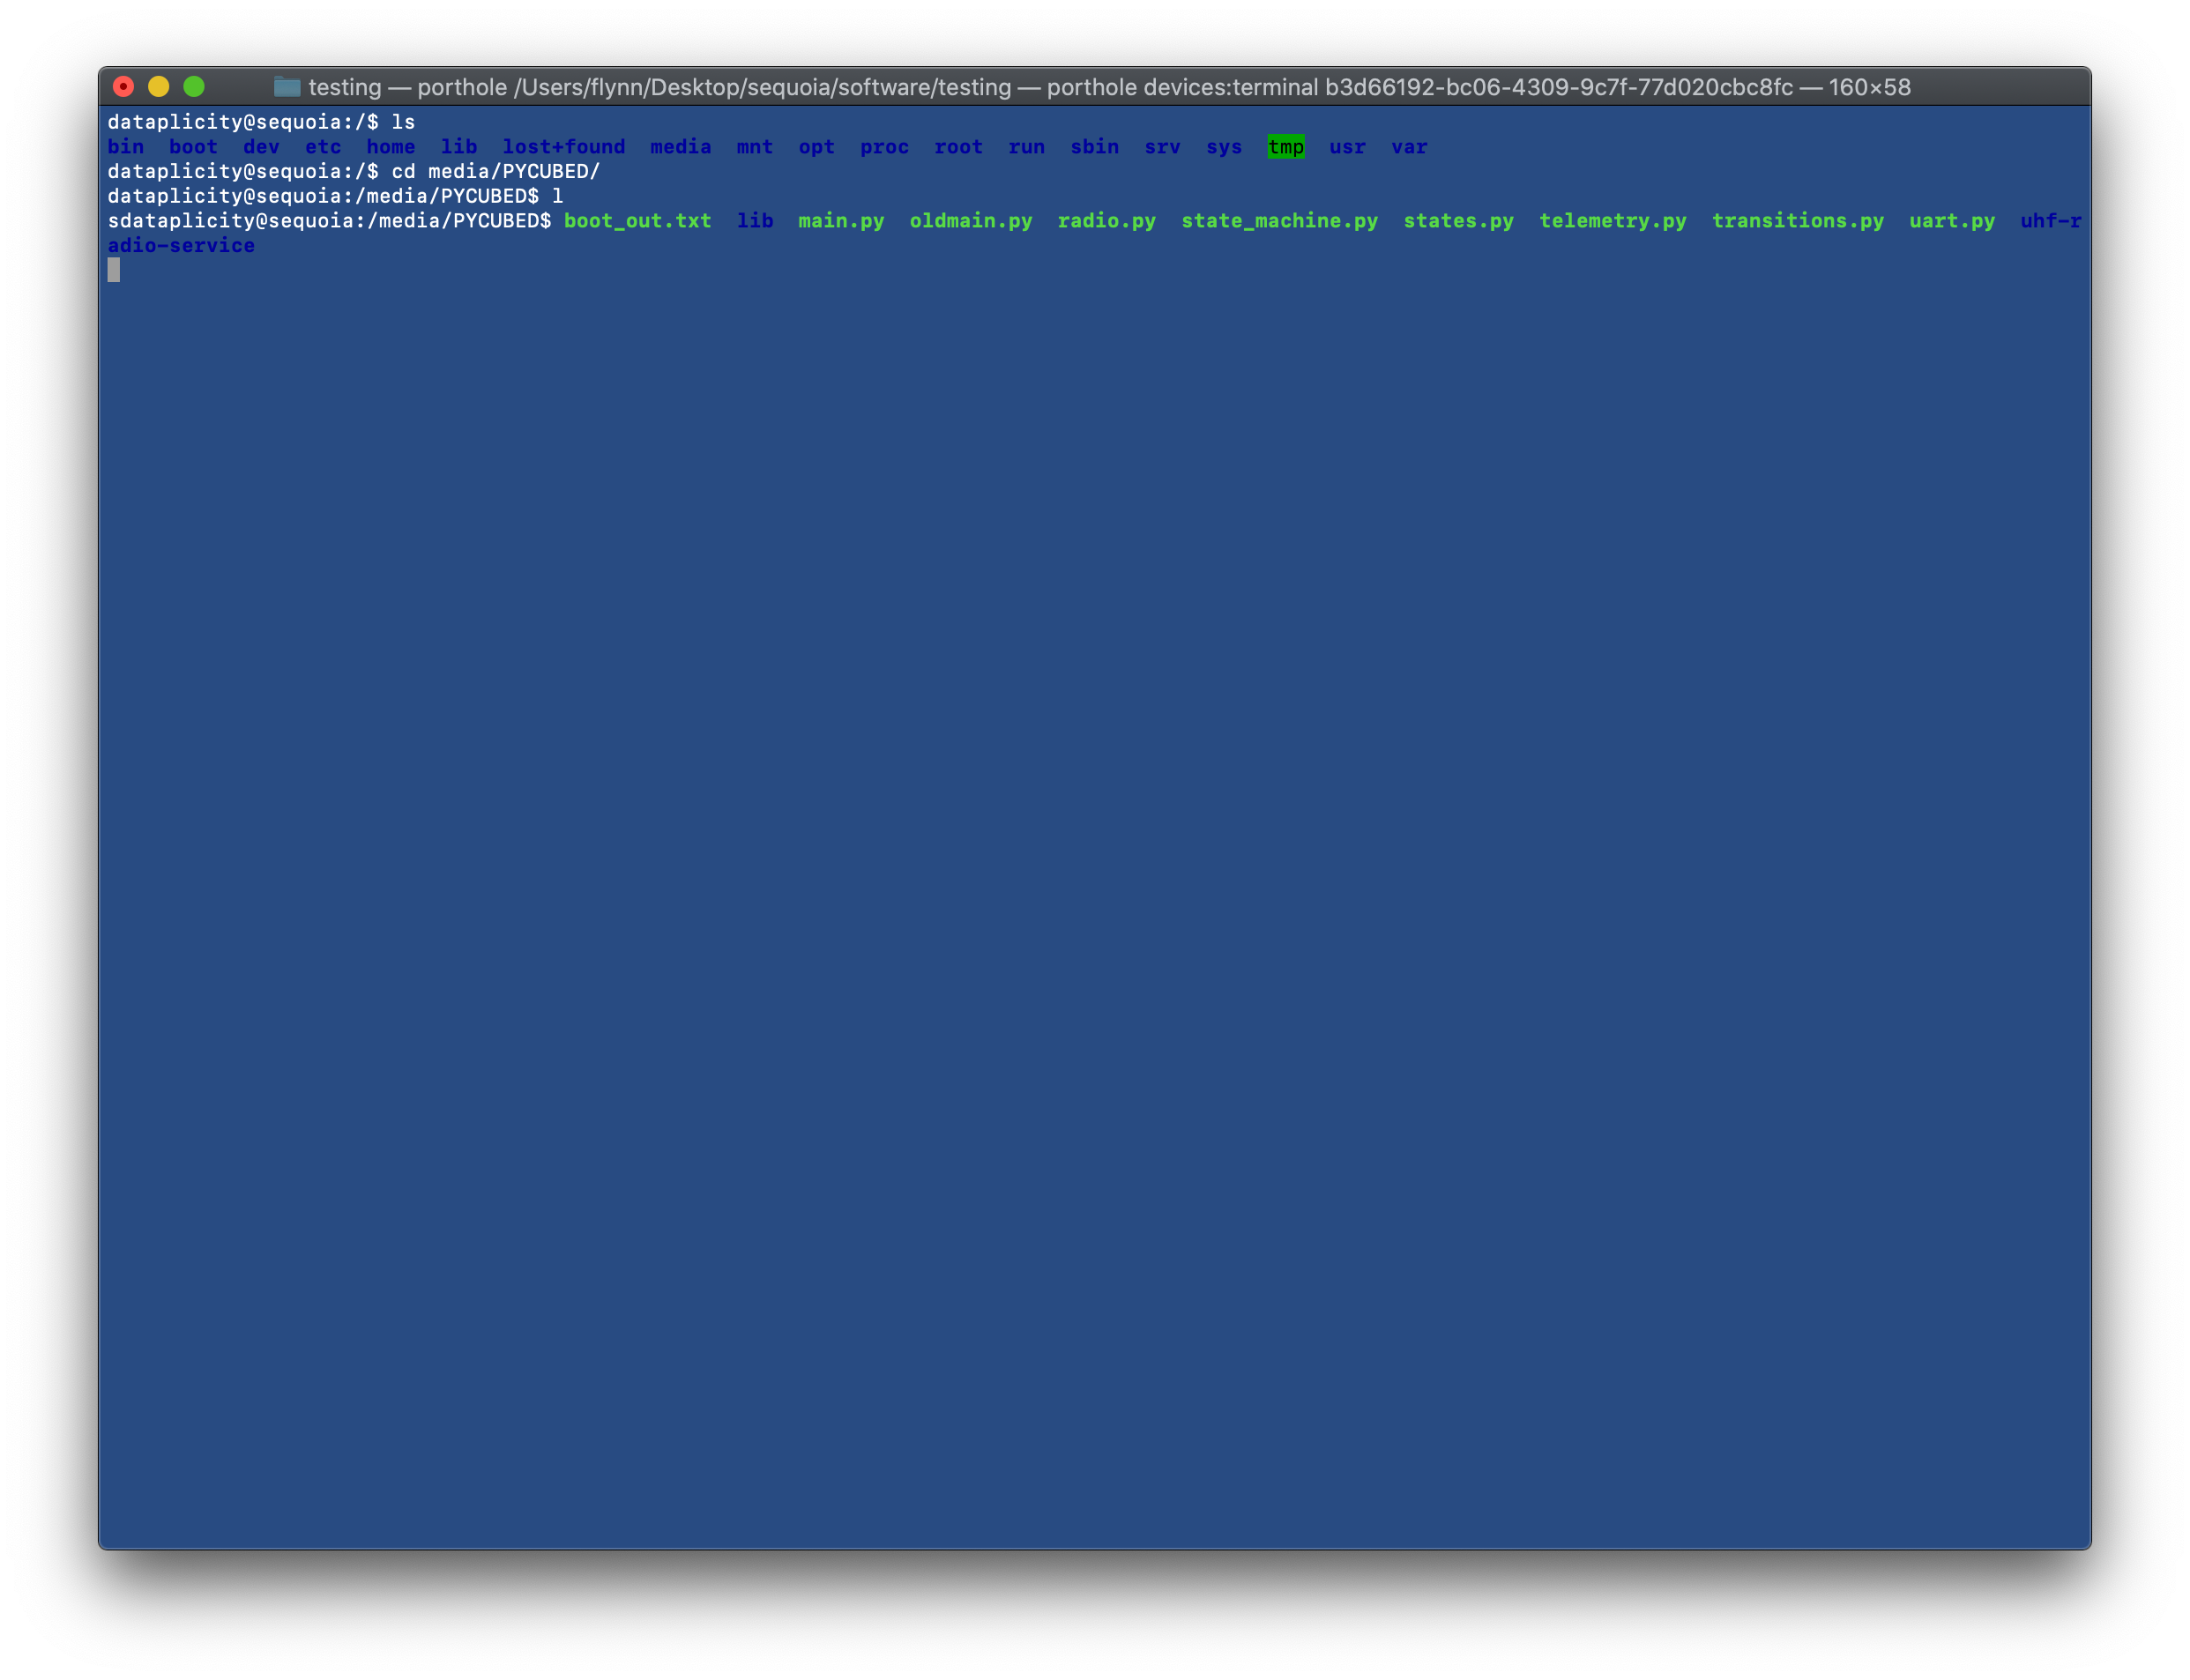 testing — porthole /Users/flynn/Desktop/sequoia/software/testing — porthole devices:terminal b3d66192-bc06-4309-9c7f-77d020cbc8fc — 160×58
dataplicity@sequoia:/$ ls
bin  boot  dev  etc  home  lib  lost+found  media  mnt  opt  proc  root  run  sbin  srv  sys  tmp  usr  var
dataplicity@sequoia:/$ cd media/PYCUBED/
dataplicity@sequoia:/media/PYCUBED$ l
sdataplicity@sequoia:/media/PYCUBED$ boot_out.txt  lib  main.py  oldmain.py  radio.py  state_machine.py  states.py  telemetry.py  transitions.py  uart.py  uhf-r
adio-service